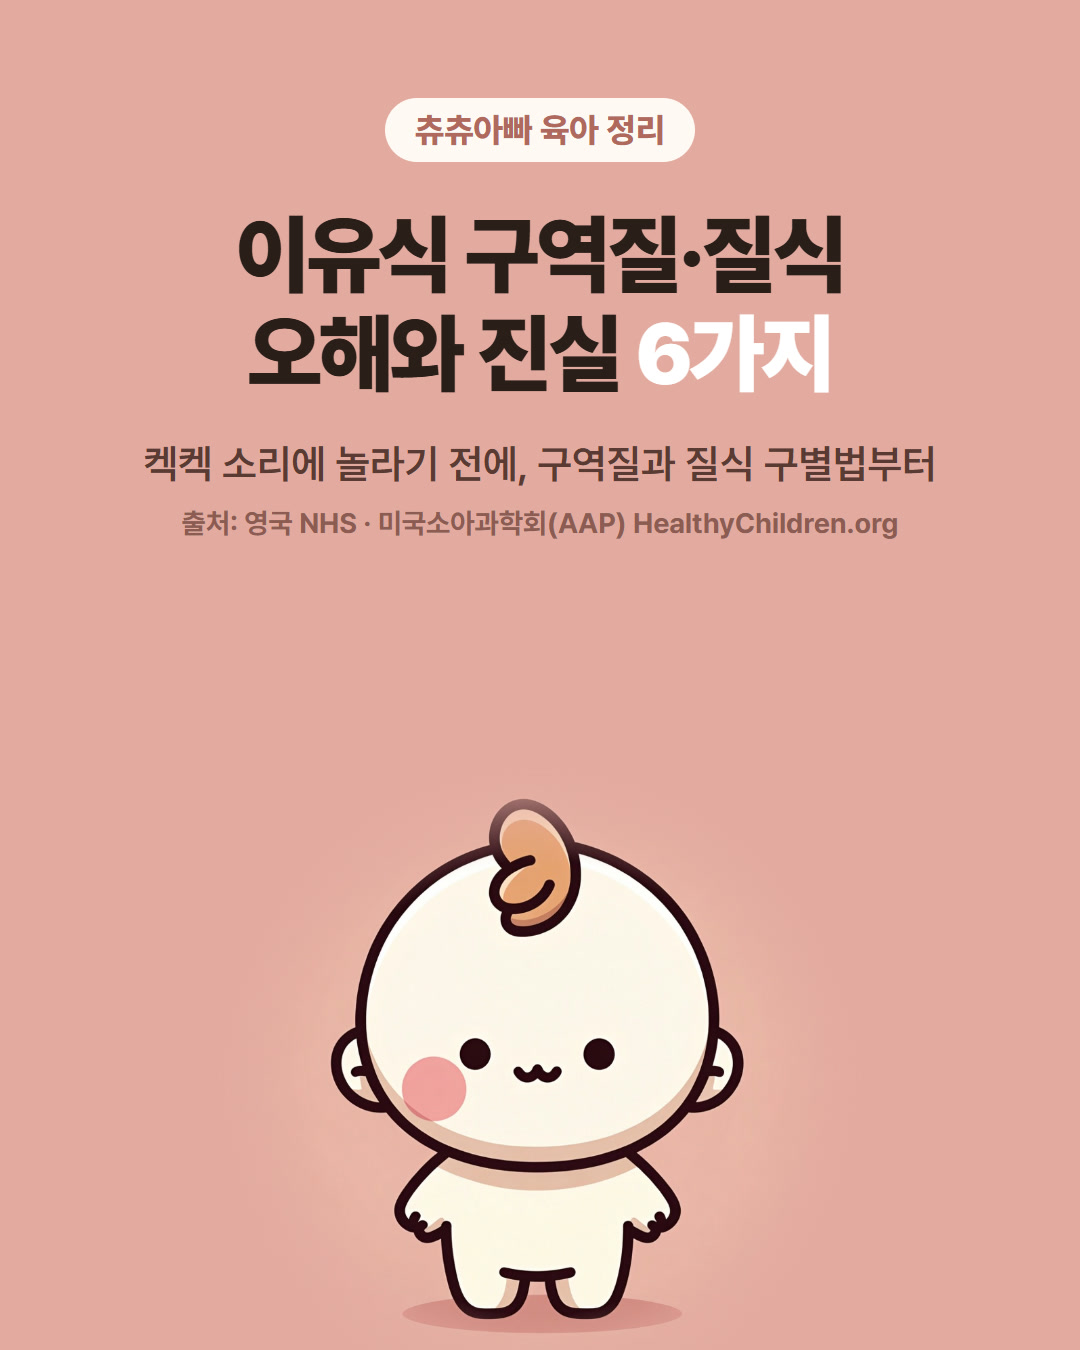 츄츄아빠 육아 정리
이유식 구역질·질식
오해와 진실 6가지
켁켁 소리에 놀라기 전에, 구역질과 질식 구별법부터
출처: 영국 NHS · 미국소아과학회(AAP) HealthyChildren.org